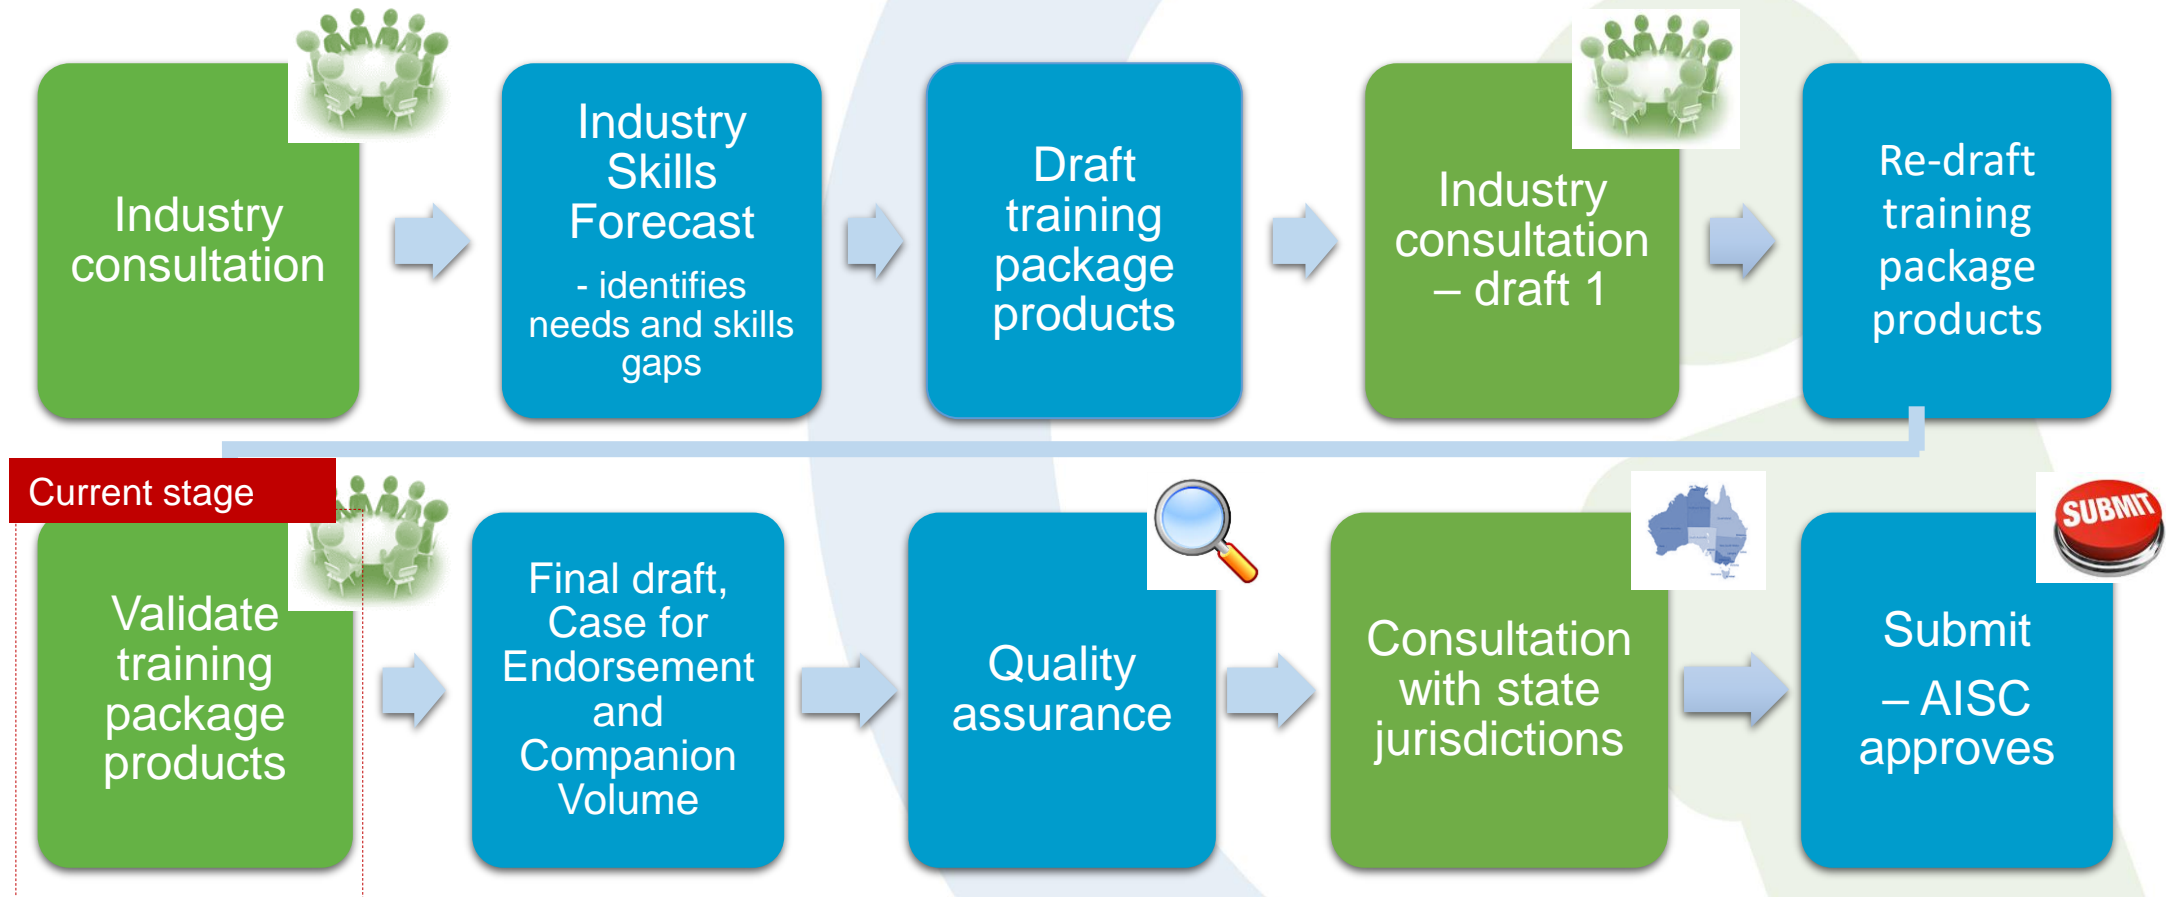 Industry
consultation
Industry
Skills
Forecast
- identifies
needs and skills
gaps
Draft
training
package
products
Industry
consultation
– draft 1
Re-draft
training
package
products
Current stage
Validate
training
package
products
Final draft,
Case for
Endorsement
and
Companion
Volume
Quality
assurance
Consultation
with state
jurisdictions
SUBMIT
Submit
– AISC
approves